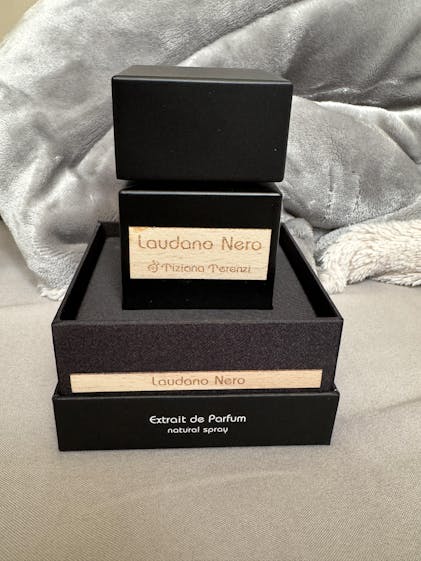 Laudano Nero
Tiziana Terenzi
Laudano Nero
Extrait de Parfum
natural spray